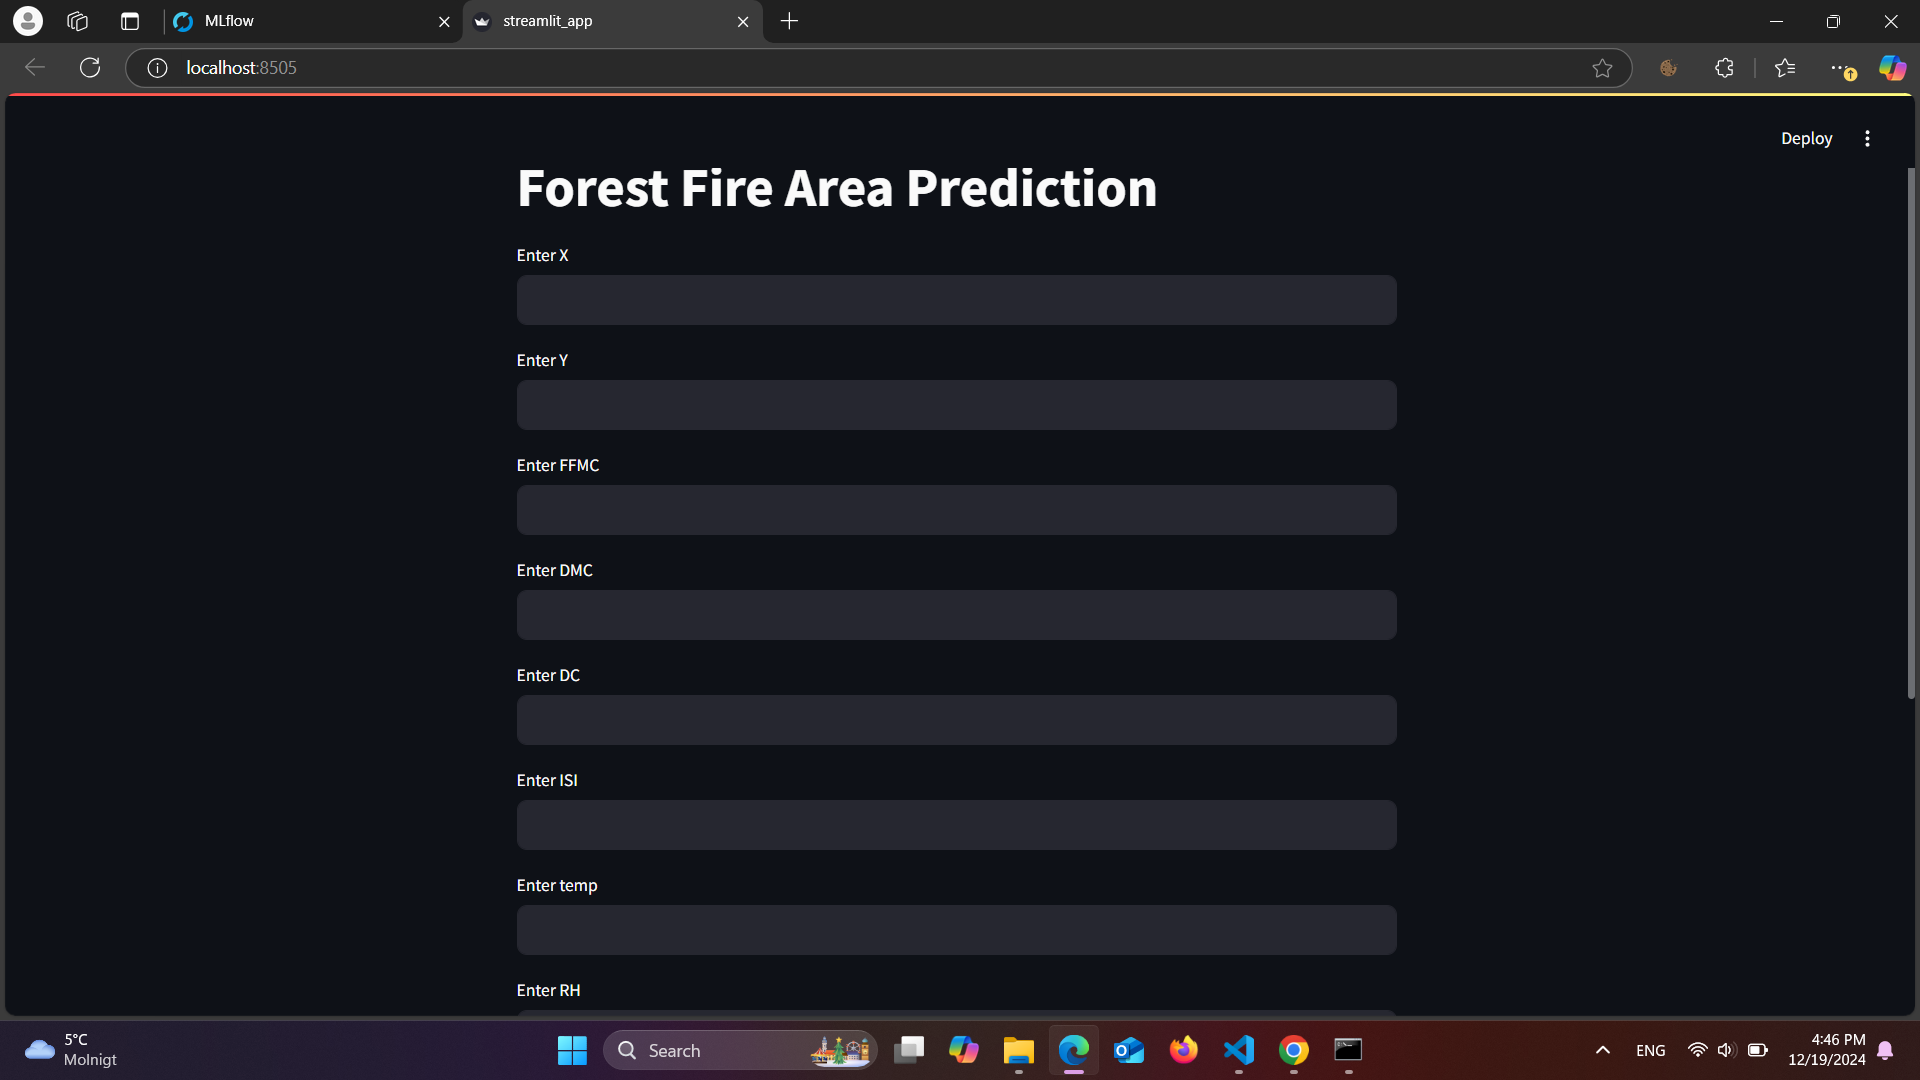 MLflow
streamlit_app
localhost:8505
Deploy
Forest Fire Area Prediction
Enter X
Enter Y
Enter FFMC
Enter DMC
Enter DC
Enter ISI
Enter temp
Enter RH
5°C
Molnigt
Search
ENG
4:46 PM
12/19/2024